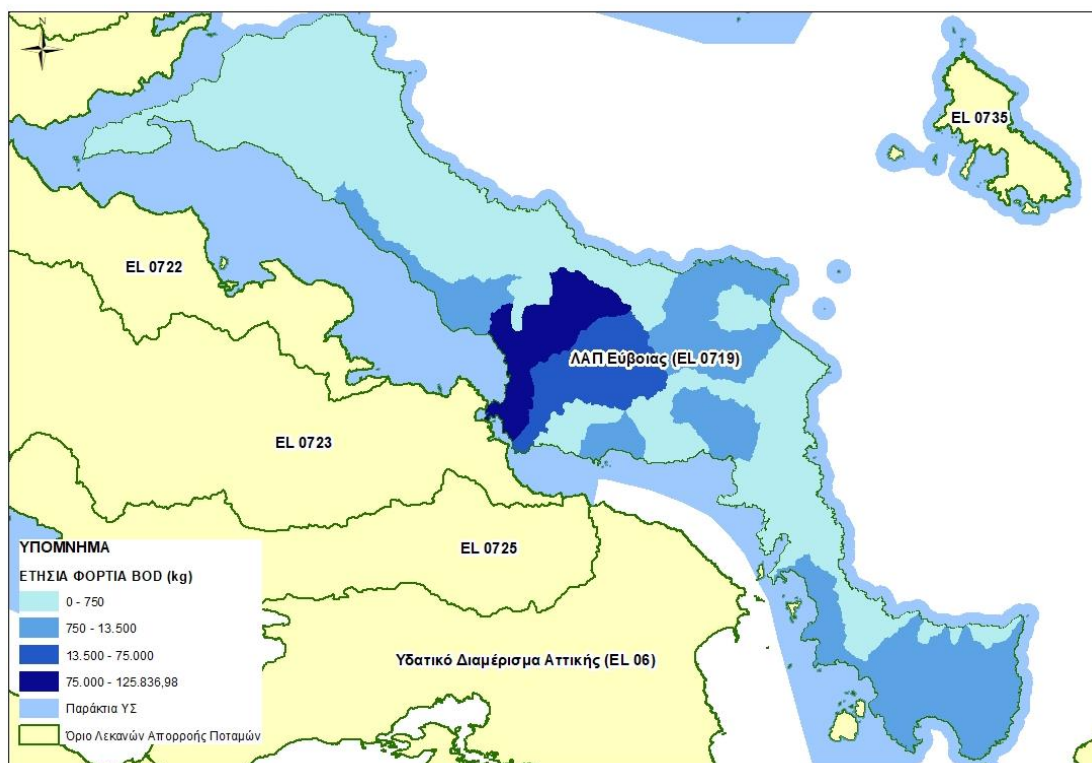 N
EL 0735
EL 0722
ΛΑΠ Εύβοιας (EL 0719)
EL 0723
EL 0725
Υδατικό Διαμέρισμα Αττικής (EL 06)
ΥΠΟΜΝΗΜΑ
ΕΤΗΣΙΑ ΦΟΡΤΙΑ BOD (kg)
0 - 750
750 - 13.500
13.500 - 75.000
75.000 - 125.836,98
Παράκτια ΥΣ
Όριο Λεκανών Απορροής Ποταμών